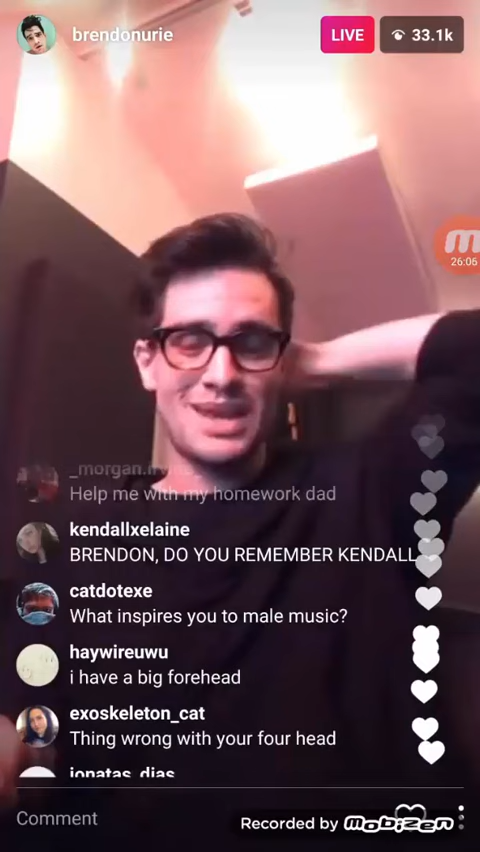 brendonurie
LIVE
33.1k
26:06
Help me with my homework dad
kendallxelaine
BRENDON, DO YOU REMEMBER KENDALL
catdotexe
What inspires you to male music?
haywireuwu
i have a big forehead
exoskeleton_cat
Thing wrong with your four head
jonatas_dias
Comment
Recorded by mobizen